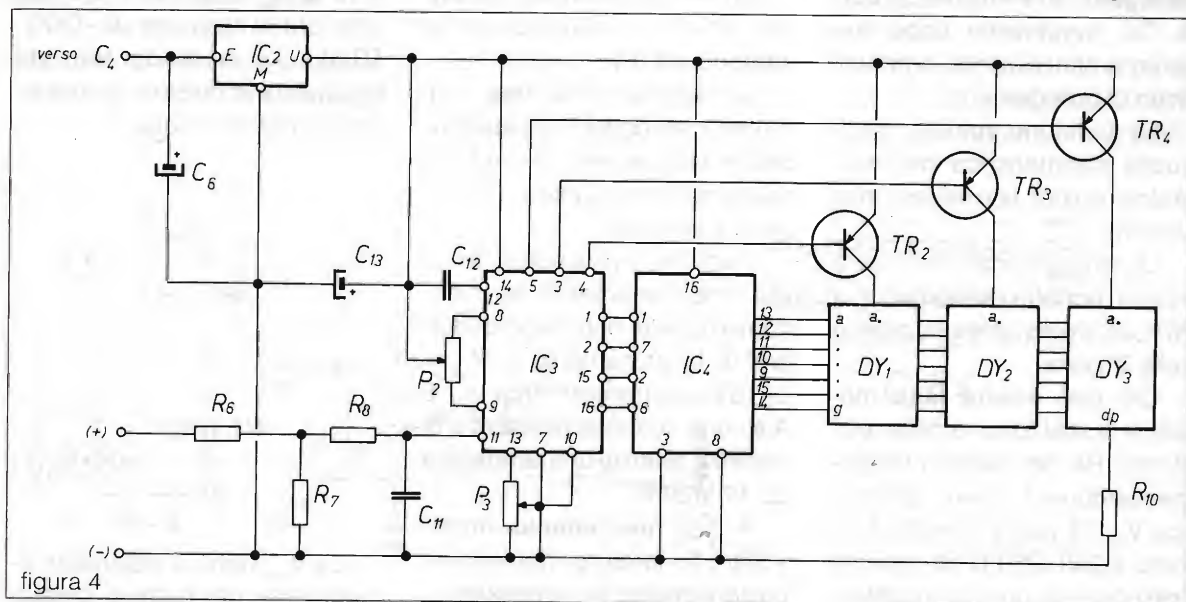 verso C4
E IC2 U
M
C6
C13
C12
TR4
TR3
TR2
14 5 3 4
12
8
1 1
2 7
15 2
16 6
16
IC3
IC4
P2
9
11
13 7 10
3 8
13
12
11
10
9
15
14
a a.
g
DY1
a.
DY2
a.
DY3
dp
(+)
R6
R8
R7
C11
P3
R10
(-)
figura 4